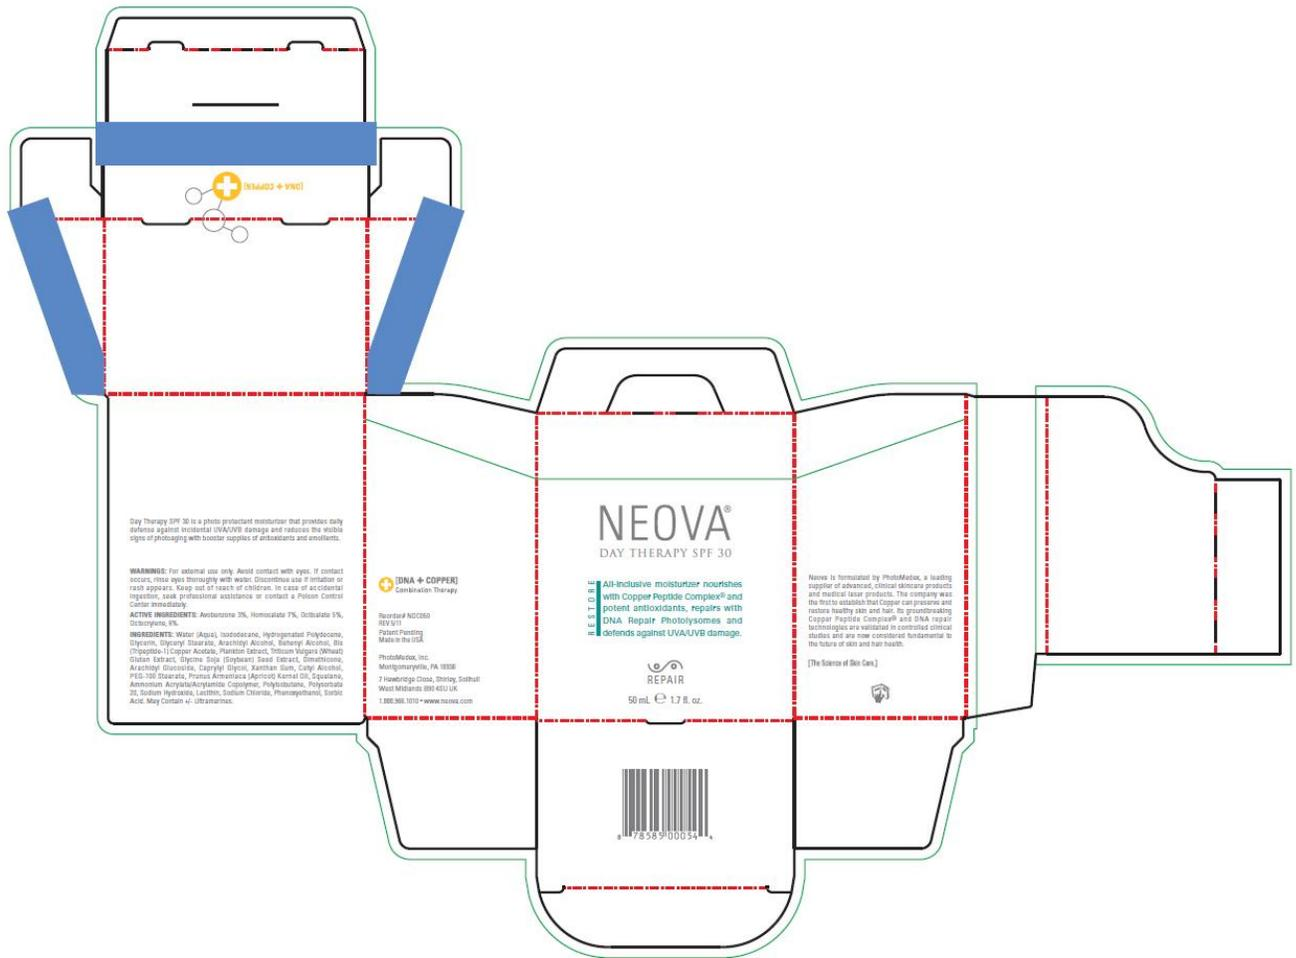 [DNA + COPPER]
Day Therapy SPF 30 is a photo protectant moisturizer that provides daily
defense against incidental UVA/UVB damage and reduces the visible
signs of photoaging with booster supplies of antioxidants and emollients.
WARNINGS: For external use only. Avoid contact with eyes. If contact
occurs, rinse eyes thoroughly with water. Discontinue use if irritation or
rash appears. Keep out of reach of children. In case of accidental
ingestion, seek professional assistance or contact a Poison Control
Center immediately.
ACTIVE INGREDIENTS: Avobenzone 3%, Homosalate 7%, Octisalate 5%,
Octocrylene, 6%.
INGREDIENTS: Water (Aqua), Isododecane, Hydrogenated Polydecene,
Glycerin, Glyceryl Stearate, Arachidyl Alcohol, Behenyl Alcohol, Bis
(Tripeptide-1) Copper Acetate, Plankton Extract, Triticum Vulgare (Wheat)
Glutan Extract, Glycine Soja (Soybean) Seed Extract, Dimethicone,
Arachidyl Glucoside, Caprylyl Glycol, Xanthan Gum, Cetyl Alcohol,
PEG-100 Stearate, Prunus Armeniaca (Apricot) Kernel Oil, Squalane,
Ammonium Acrylate/Acrylamide Copolymer, Polyisobutane, Polysorbate
20, Sodium Hydroxide, Lecithin, Sodium Chloride, Phenoxyethanol, Sorbic
Acid. May Contain +/- Ultramarines.
[DNA + COPPER]
Combination Therapy
REV 5/11
Patent Pending
Made in the USA
PhotoMedex, Inc.
Montgomeryville, PA 18936
7 Hawbridge Close, Shirley, Solihull
West Midlands B90 4SU UK
1.800.966.1010 • www.neova.com
NEOVA®
DAY THERAPY SPF 30
RESTORE
All-inclusive moisturizer nourishes
with Copper Peptide Complex® and
potent antioxidants, repairs with
DNA Repair Photolysomes and
defends against UVA/UVB damage.
REPAIR
50 mL ℮ 1.7 fl. oz.
8 78585 00054 4
Neova is formulated by PhotoMedex, a leading
supplier of advanced, clinical skincare products
and medical laser products. The company was
the first to establish that Copper can preserve and
restore healthy skin and hair. Its groundbreaking
Copper Peptide Complex® and DNA repair
technologies are validated in controlled clinical
studies and are now considered fundamental to
the future of skin and hair health.
[The Science of Skin Care.]